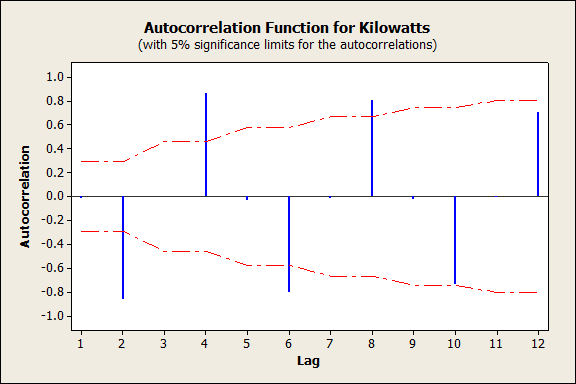 Autocorrelation Function for Kilowatts
(with 5% significance limits for the autocorrelations)
1.0
0.8
0.6
0.4
0.2
0.0
-0.2
-0.4
-0.6
-0.8
-1.0
Autocorrelation
1 2 3 4 5 6 7 8 9 10 11 12
Lag